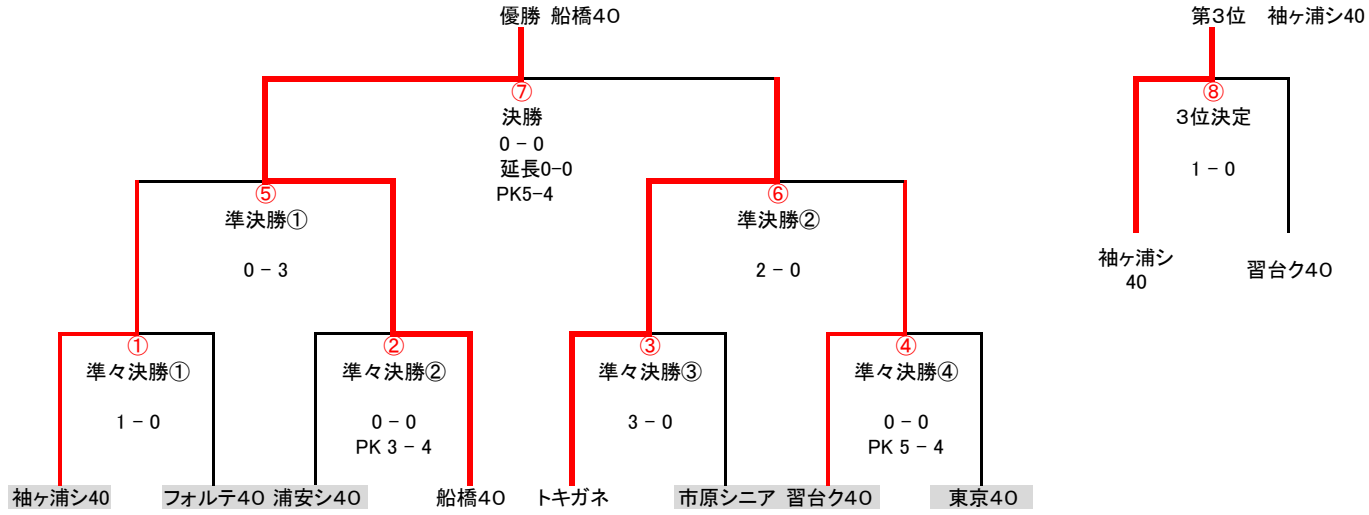 優勝 船橋40
第3位 袖ヶ浦シ40
⑦
決勝
0 - 0
延長0-0
PK5-4
⑧
3位決定
1 - 0
袖ヶ浦シ
40
習台ク40
⑤
準決勝①
0 - 3
⑥
準決勝②
2 - 0
①
準々決勝①
1 - 0
②
準々決勝②
0 - 0
PK 3 - 4
③
準々決勝③
3 - 0
④
準々決勝④
0 - 0
PK 5 - 4
袖ヶ浦シ40
フォルテ40
浦安シ40
船橋40
トキガネ
市原シニア
習台ク40
東京40